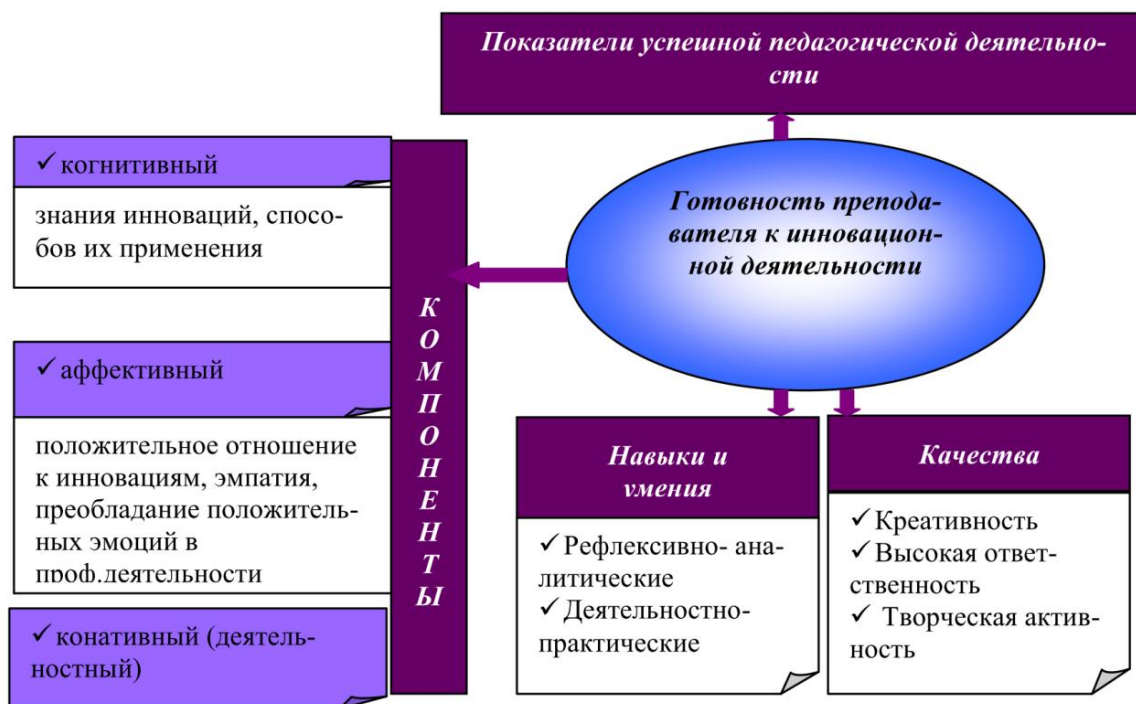 Показатели успешной педагогической деятельно-
сти
✓ когнитивный
знания инноваций, спосо-
бов их применения
✓ аффективный
положительное отношение
к инновациям, эмпатия,
преобладание положитель-
ных эмоций в
проф.деятельности
✓ конативный (деятель-
ностный)
КОМПОНЕНТЫ
Готовность препода-
вателя к инновацион-
ной деятельности
Навыки и
умения
✓ Рефлексивно- ана-
литические
✓ Деятельностно-
практические
Качества
✓ Креативность
✓ Высокая ответ-
ственность
✓ Творческая актив-
ность